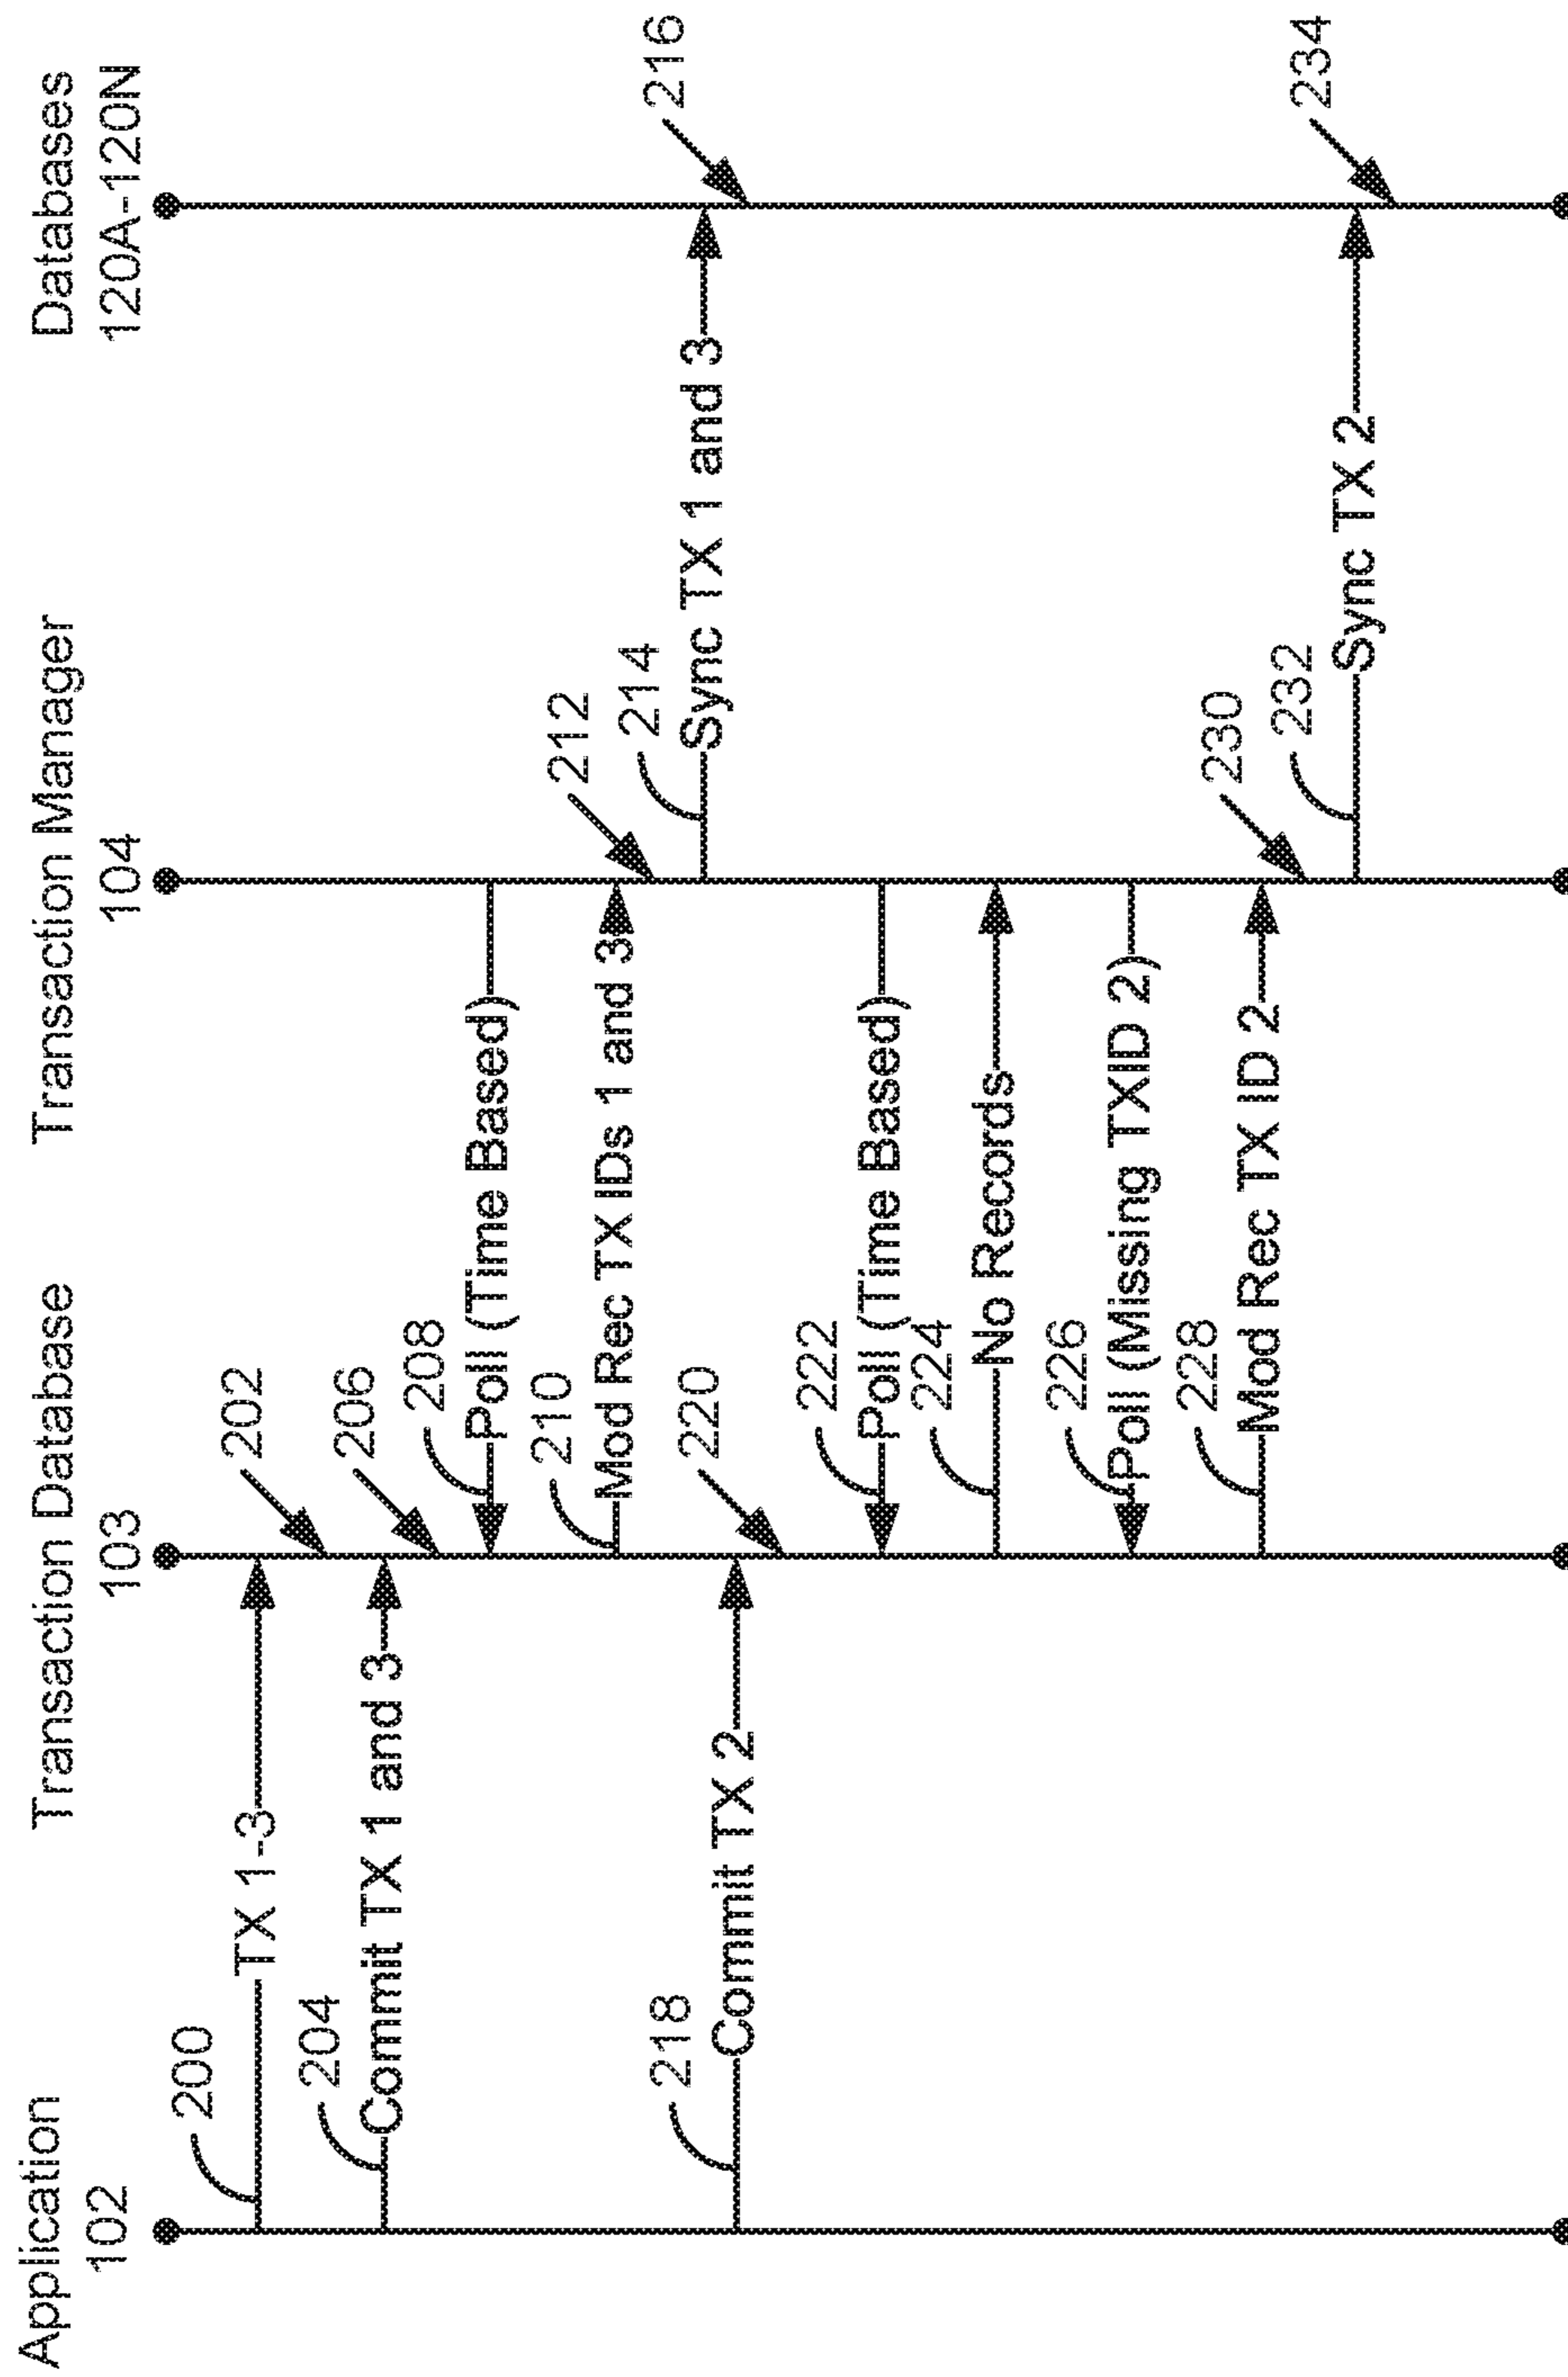 Application
102
Transaction Database
103
Transaction Manager
104
Databases
120A-120N
200
TX 1-3
202
204
Commit TX 1 and 3
206
208
Poll (Time Based)
210
Mod Rec TX IDs 1 and 3
212
214
Sync TX 1 and 3
216
218
Commit TX 2
220
222
Poll (Time Based)
224
No Records
226
Poll (Missing TXID 2)
228
Mod Rec TX ID 2
230
232
Sync TX 2
234